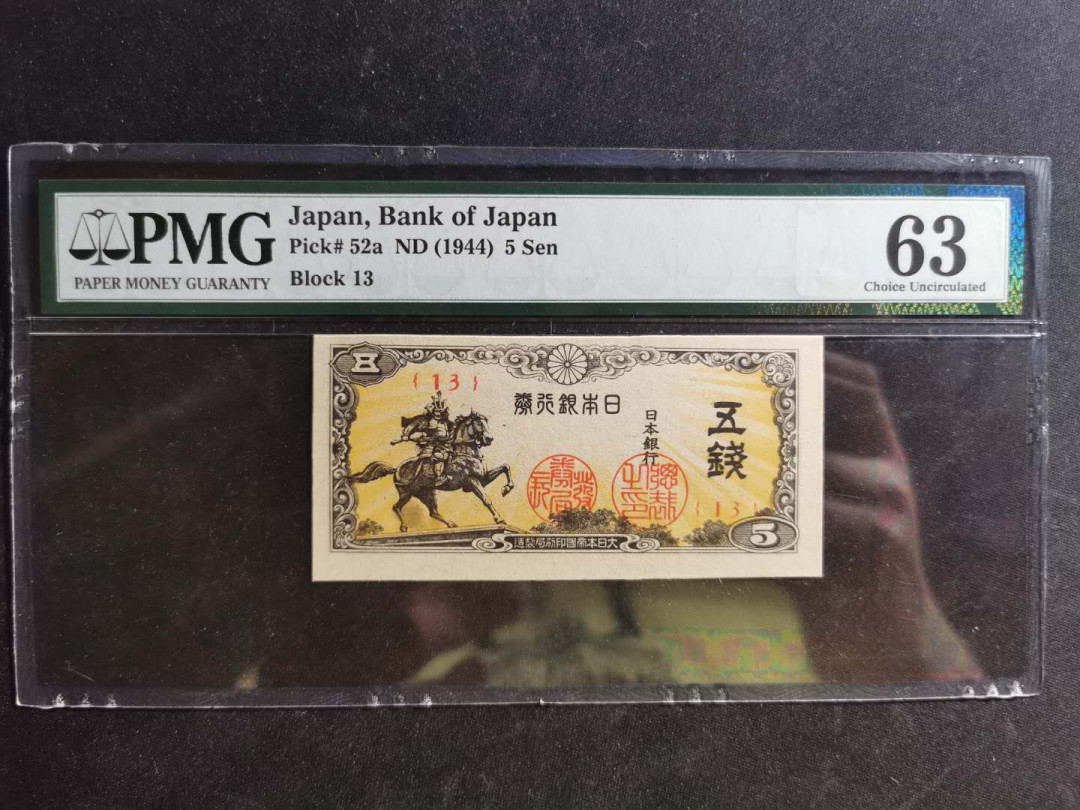 PMG
PAPER MONEY GUARANTY
Japan, Bank of Japan
Pick# 52a ND (1944) 5 Sen
Block 13
63
Choice Uncirculated
五
{13}
券行銀本日
日本銀行
五錢
{13}
5
造製局刷印國帝本日大